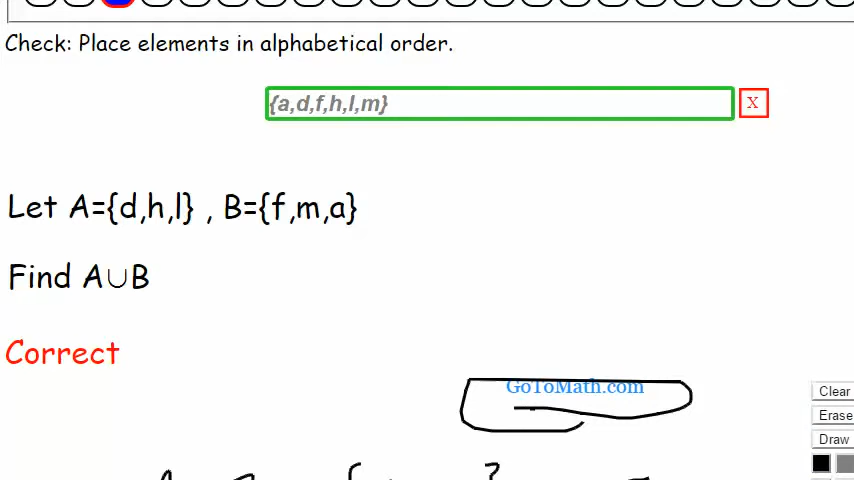 Check: Place elements in alphabetical order.
{a,d,f,h,l,m}
X
Let A={d,h,l} , B={f,m,a}
Find A∪B
Correct
GoToMath.com
Clear
Erase
Draw